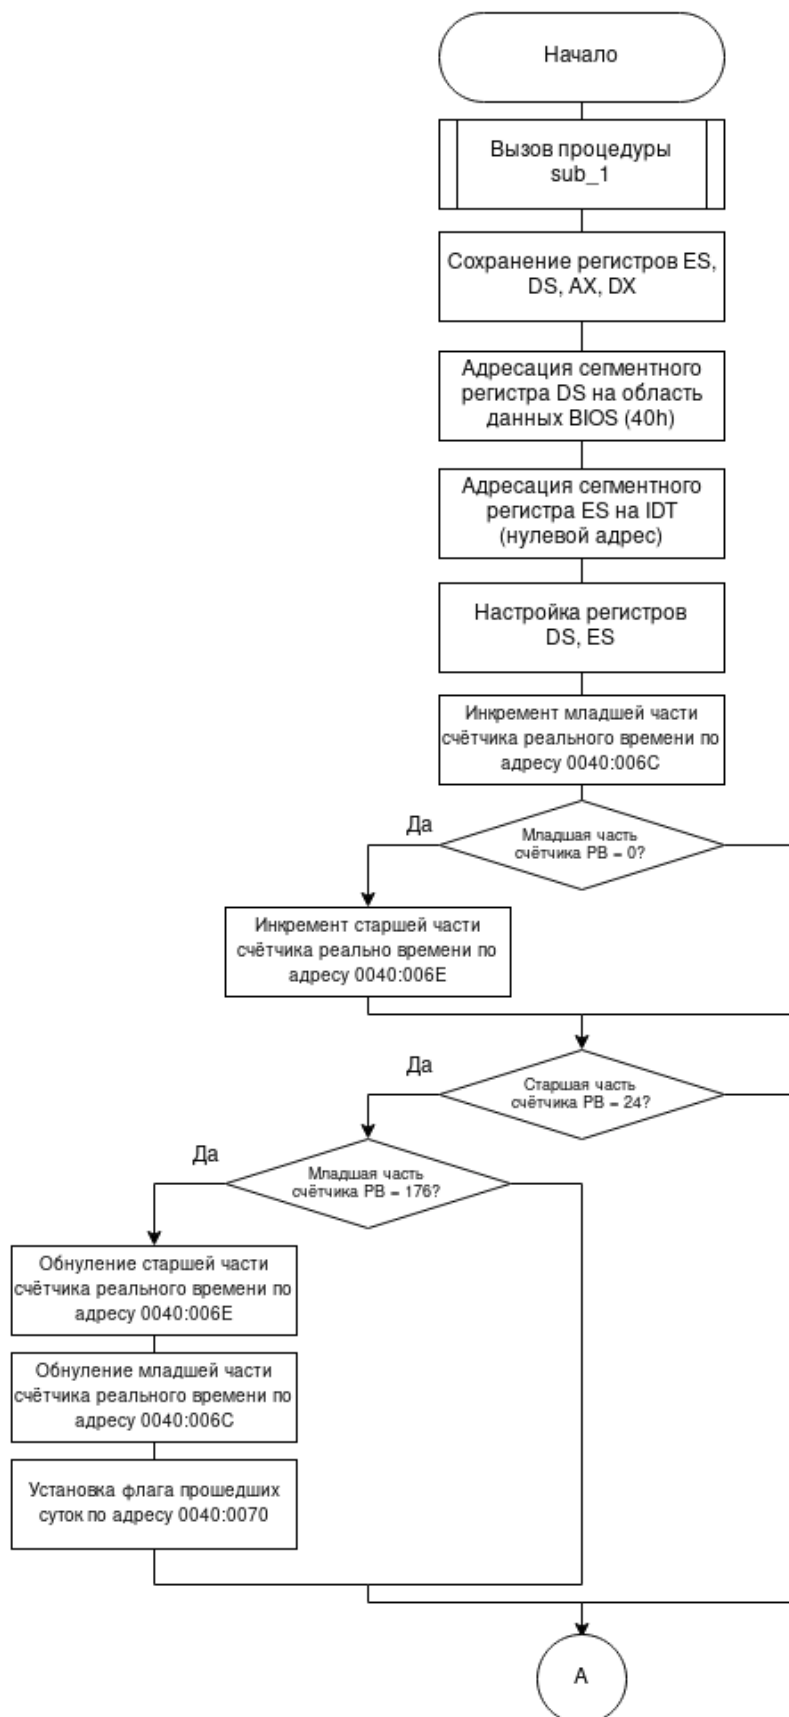 Начало
Вызов процедуры
sub_1
Сохранение регистров ES,
DS, AX, DX
Адресация сегментного
регистра DS на область
данных BIOS (40h)
Адресация сегментного
регистра ES на IDT
(нулевой адрес)
Настройка регистров
DS, ES
Инкремент младшей части
счётчика реального времени по
адресу 0040:006C
Да
Младшая часть
счётчика РВ = 0?
Инкремент старшей части
счётчика реально времени по
адресу 0040:006E
Да
Старшая часть
счётчика РВ = 24?
Да
Младшая часть
счётчика РВ = 176?
Обнуление старшей части
счётчика реального времени по
адресу 0040:006E
Обнуление младшей части
счётчика реального времени по
адресу 0040:006C
Установка флага прошедших
суток по адресу 0040:0070
А